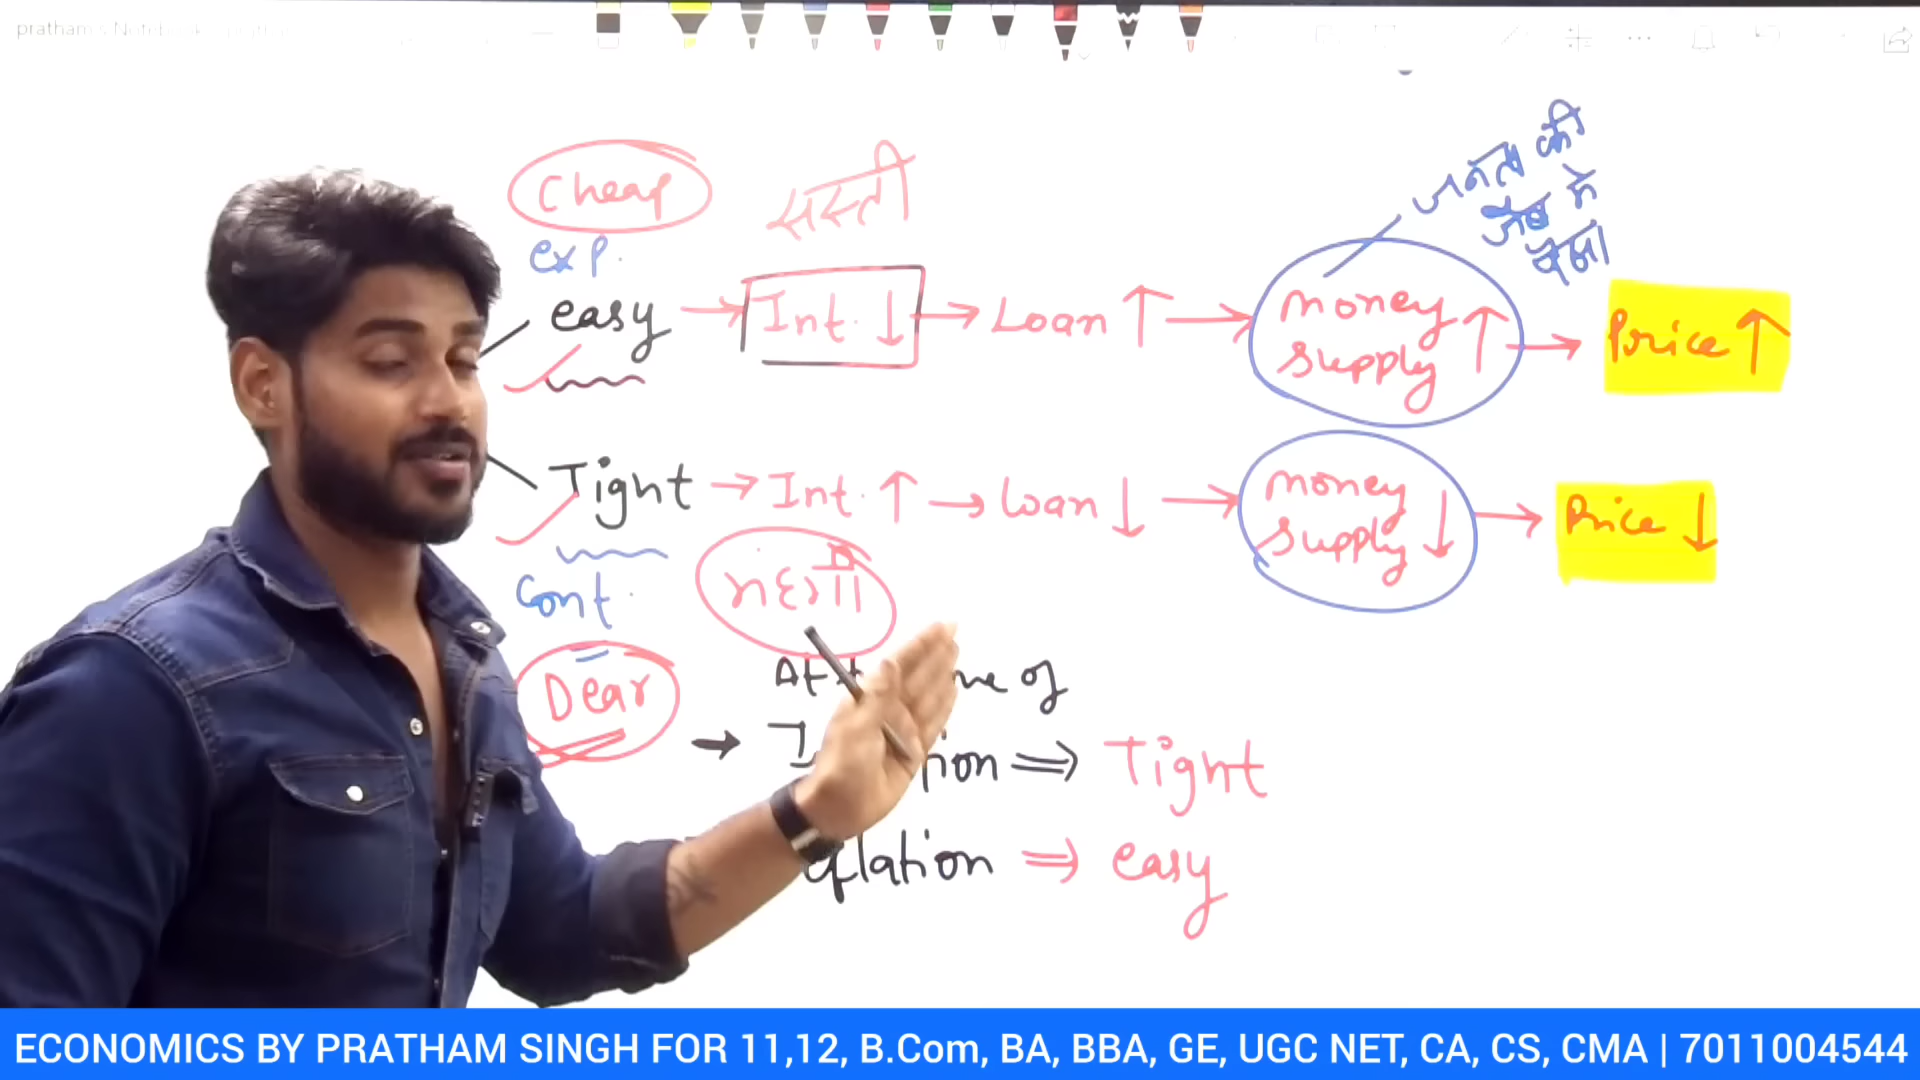 Cheap सस्ती
exp.
जनता की
जेब में
पैसा
easy → Int. ↓ → Loan ↑ → money supply ↑ → Price ↑
Tight → Int. ↑ → Loan ↓ → money supply ↓ → Price ↓
Cont.
Dear
of
→ tion ⇒ Tight
flation ⇒ easy
ECONOMICS BY PRATHAM SINGH FOR 11,12, B.Com, BA, BBA, GE, UGC NET, CA, CS, CMA | 7011004544